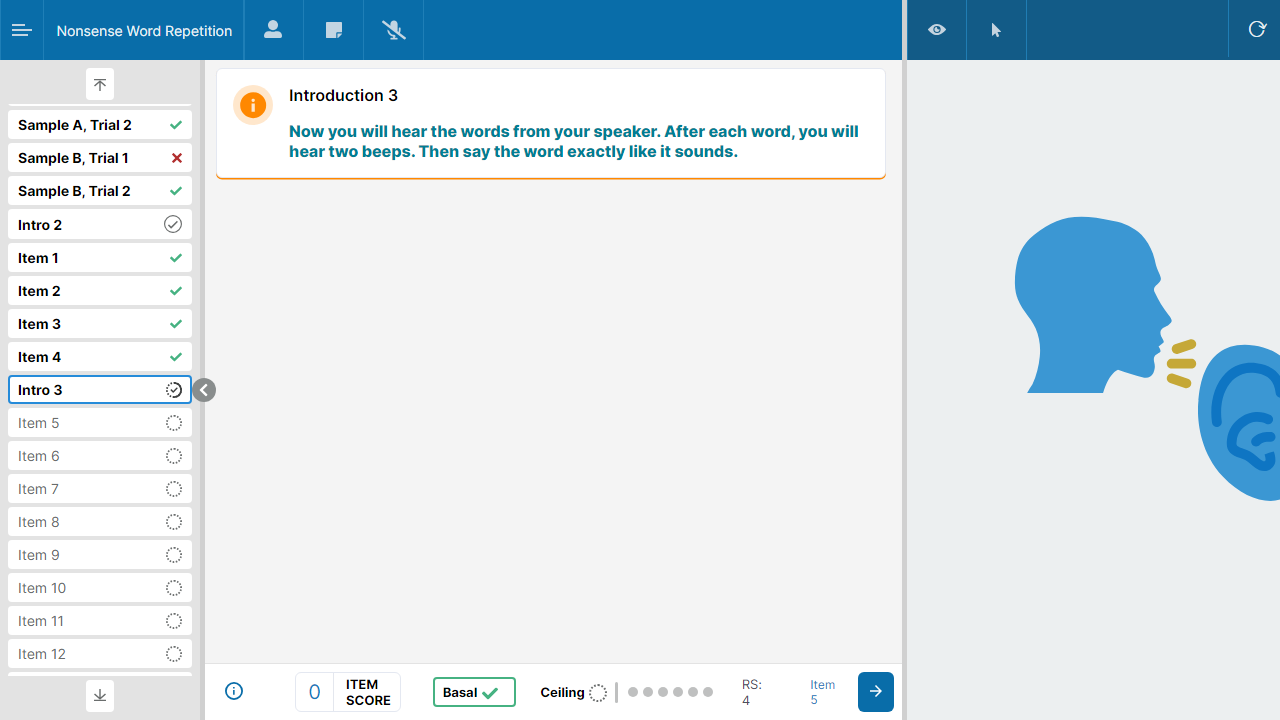 Nonsense Word Repetition
Sample A, Trial 2
Sample B, Trial 1
Sample B, Trial 2
Intro 2
Item 1
Item 2
Item 3
Item 4
Intro 3
Item 5
Item 6
Item 7
Item 8
Item 9
Item 10
Item 11
Item 12
Introduction 3
Now you will hear the words from your speaker. After each word, you will
hear two beeps. Then say the word exactly like it sounds.
0
ITEM
SCORE
Basal
Ceiling
RS:
4
Item
5